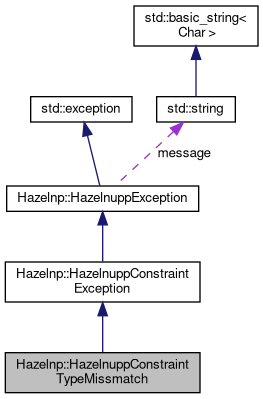 std::basic_string<
Char >
std::exception
std::string
message
Hazelnp::HazelnuppException
Hazelnp::HazelnuppConstraint
Exception
Hazelnp::HazelnuppConstraint
TypeMissmatch